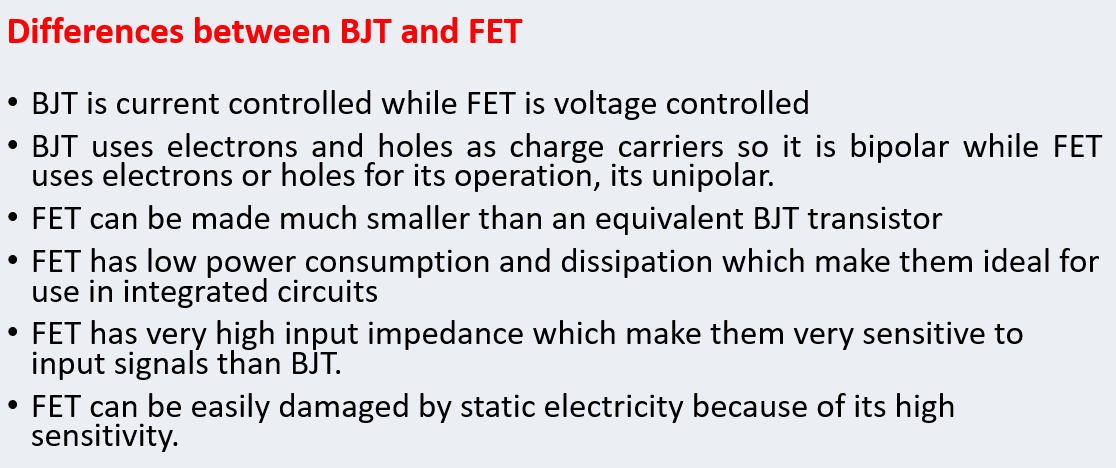 Differences between BJT and FET
• BJT is current controlled while FET is voltage controlled
• BJT uses electrons and holes as charge carriers so it is bipolar while FET
uses electrons or holes for its operation, its unipolar.
• FET can be made much smaller than an equivalent BJT transistor
• FET has low power consumption and dissipation which make them ideal for
use in integrated circuits
• FET has very high input impedance which make them very sensitive to
input signals than BJT.
• FET can be easily damaged by static electricity because of its high
sensitivity.